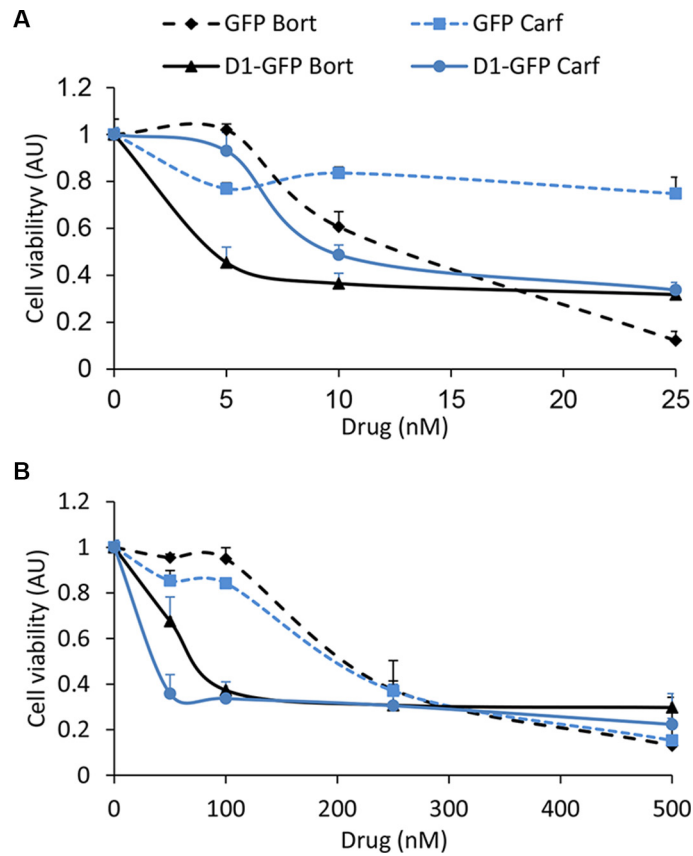 A
GFP Bort
GFP Carf
D1-GFP Bort
D1-GFP Carf
1.2
1
0.8
0.6
0.4
0.2
0
Cell viabilityv (AU)
0 5 10 15 20 25
Drug (nM)
B
1.2
1
0.8
0.6
0.4
0.2
0
Cell viability (AU)
0 100 200 300 400 500
Drug (nM)